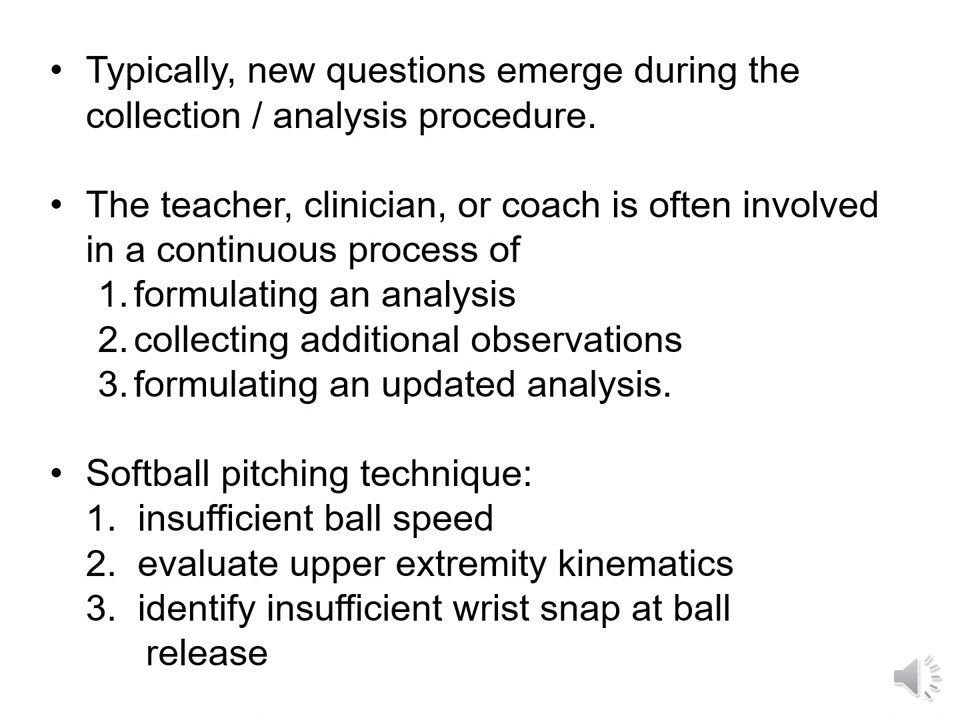 • Typically, new questions emerge during the
collection / analysis procedure.
• The teacher, clinician, or coach is often involved
in a continuous process of
1. formulating an analysis
2. collecting additional observations
3. formulating an updated analysis.
• Softball pitching technique:
1. insufficient ball speed
2. evaluate upper extremity kinematics
3. identify insufficient wrist snap at ball
release